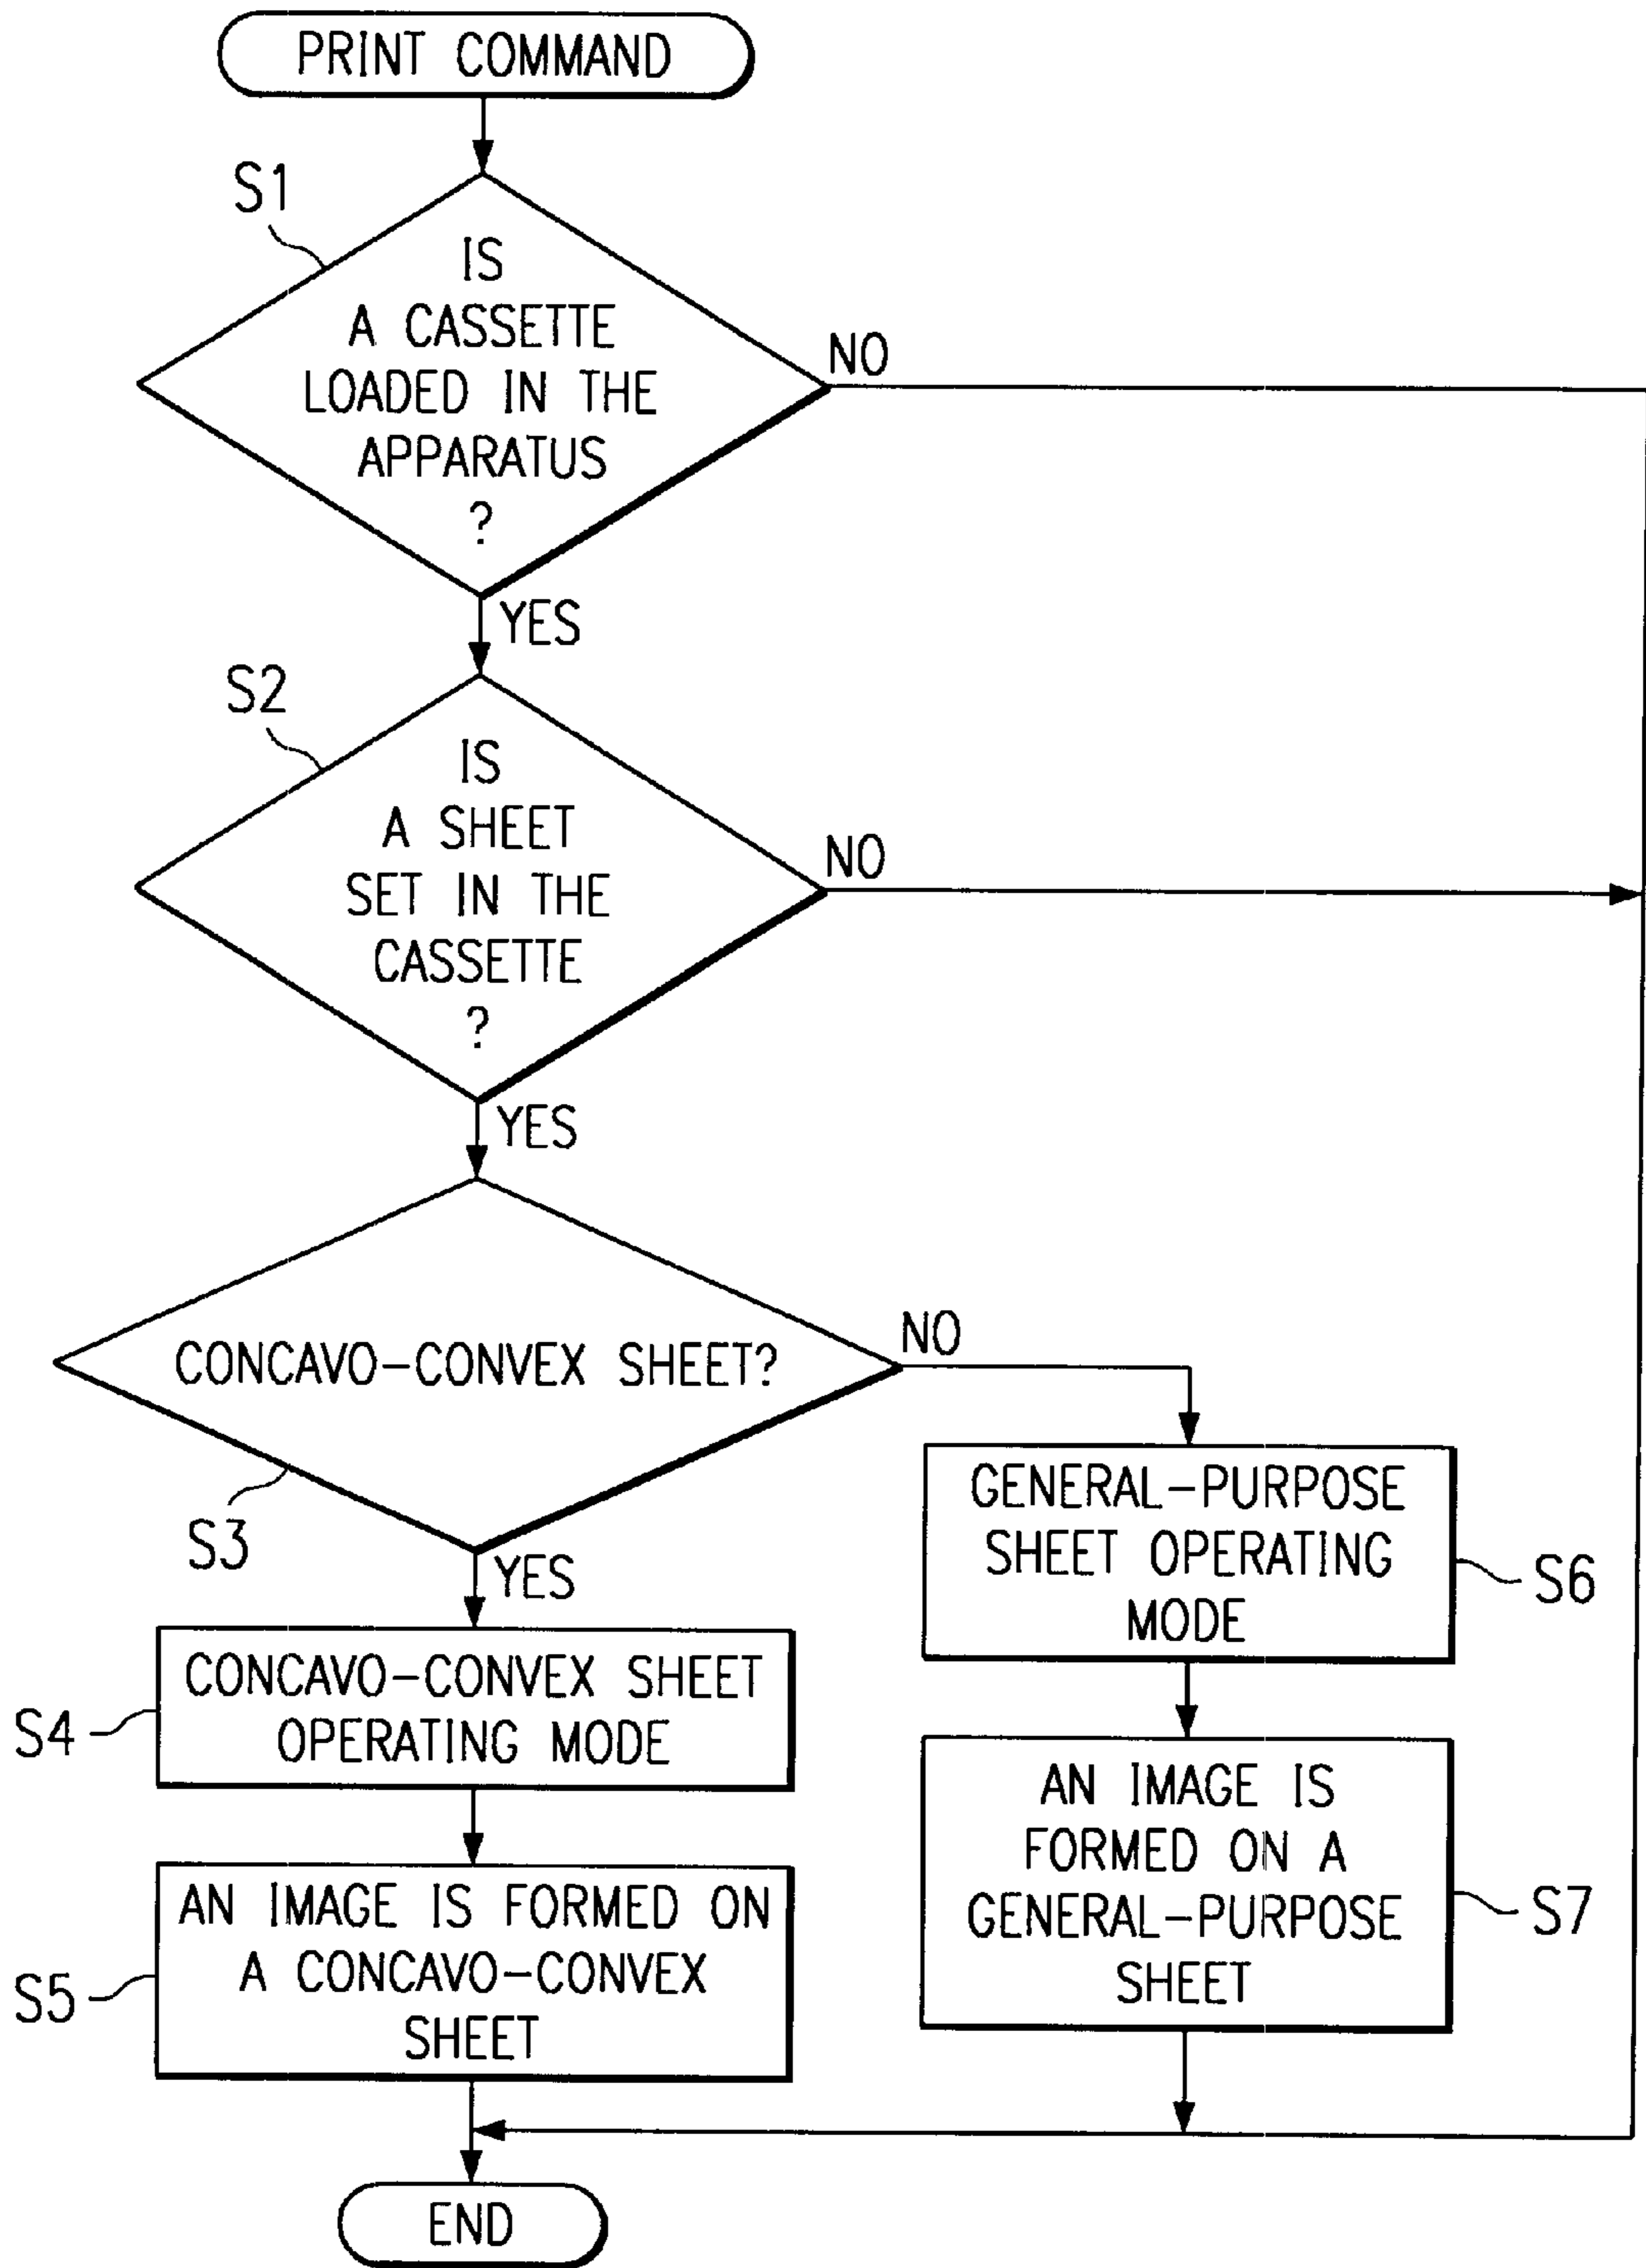 PRINT COMMAND
S1
IS
A CASSETTE
LOADED IN THE
APPARATUS
?
NO
YES
S2
IS
A SHEET
SET IN THE
CASSETTE
?
NO
YES
CONCAVO-CONVEX SHEET?
NO
S3
YES
GENERAL-PURPOSE
SHEET OPERATING
MODE
S6
CONCAVO-CONVEX SHEET
OPERATING MODE
S4
AN IMAGE IS
FORMED ON A
GENERAL-PURPOSE
SHEET
S7
AN IMAGE IS FORMED ON
A CONCAVO-CONVEX
SHEET
S5
END